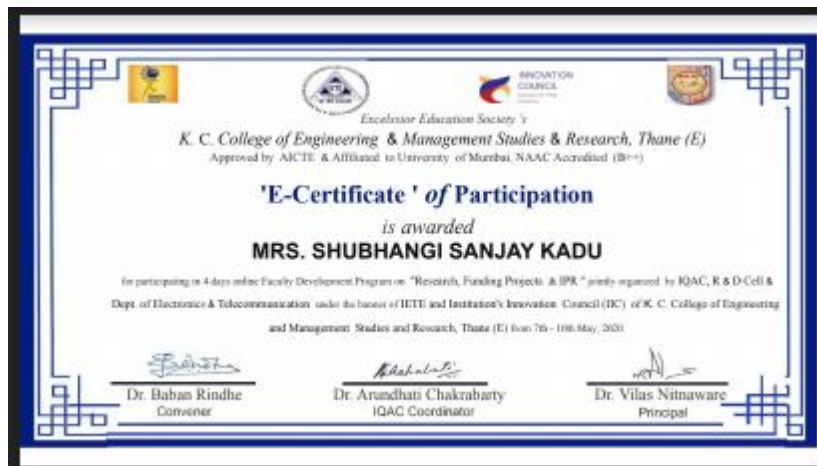 INNOVATION
COUNCIL
Excelssior Education Society 's
K. C. College of Engineering & Management Studies & Research, Thane (E)
Approved by AICTE & Affiliated to University of Mumbai, NAAC Accredited (B++)
'E-Certificate ' of Participation
is awarded
MRS. SHUBHANGI SANJAY KADU
for participating in 4 days online Faculty Development Program on "Research, Funding Projects & IPR " jointly organized by IQAC, R & D Cell &
Dept. of Electronics & Telecommunication under the banner of IETE and Institution's Innovation Council (IIC) of K. C. College of Engineering
and Management Studies and Research, Thane (E) from 7th - 10th May, 2020.
Dr. Baban Rindhe
Convener
Dr. Arundhati Chakrabarty
IQAC Coordinator
Dr. Vilas Nitnaware
Principal